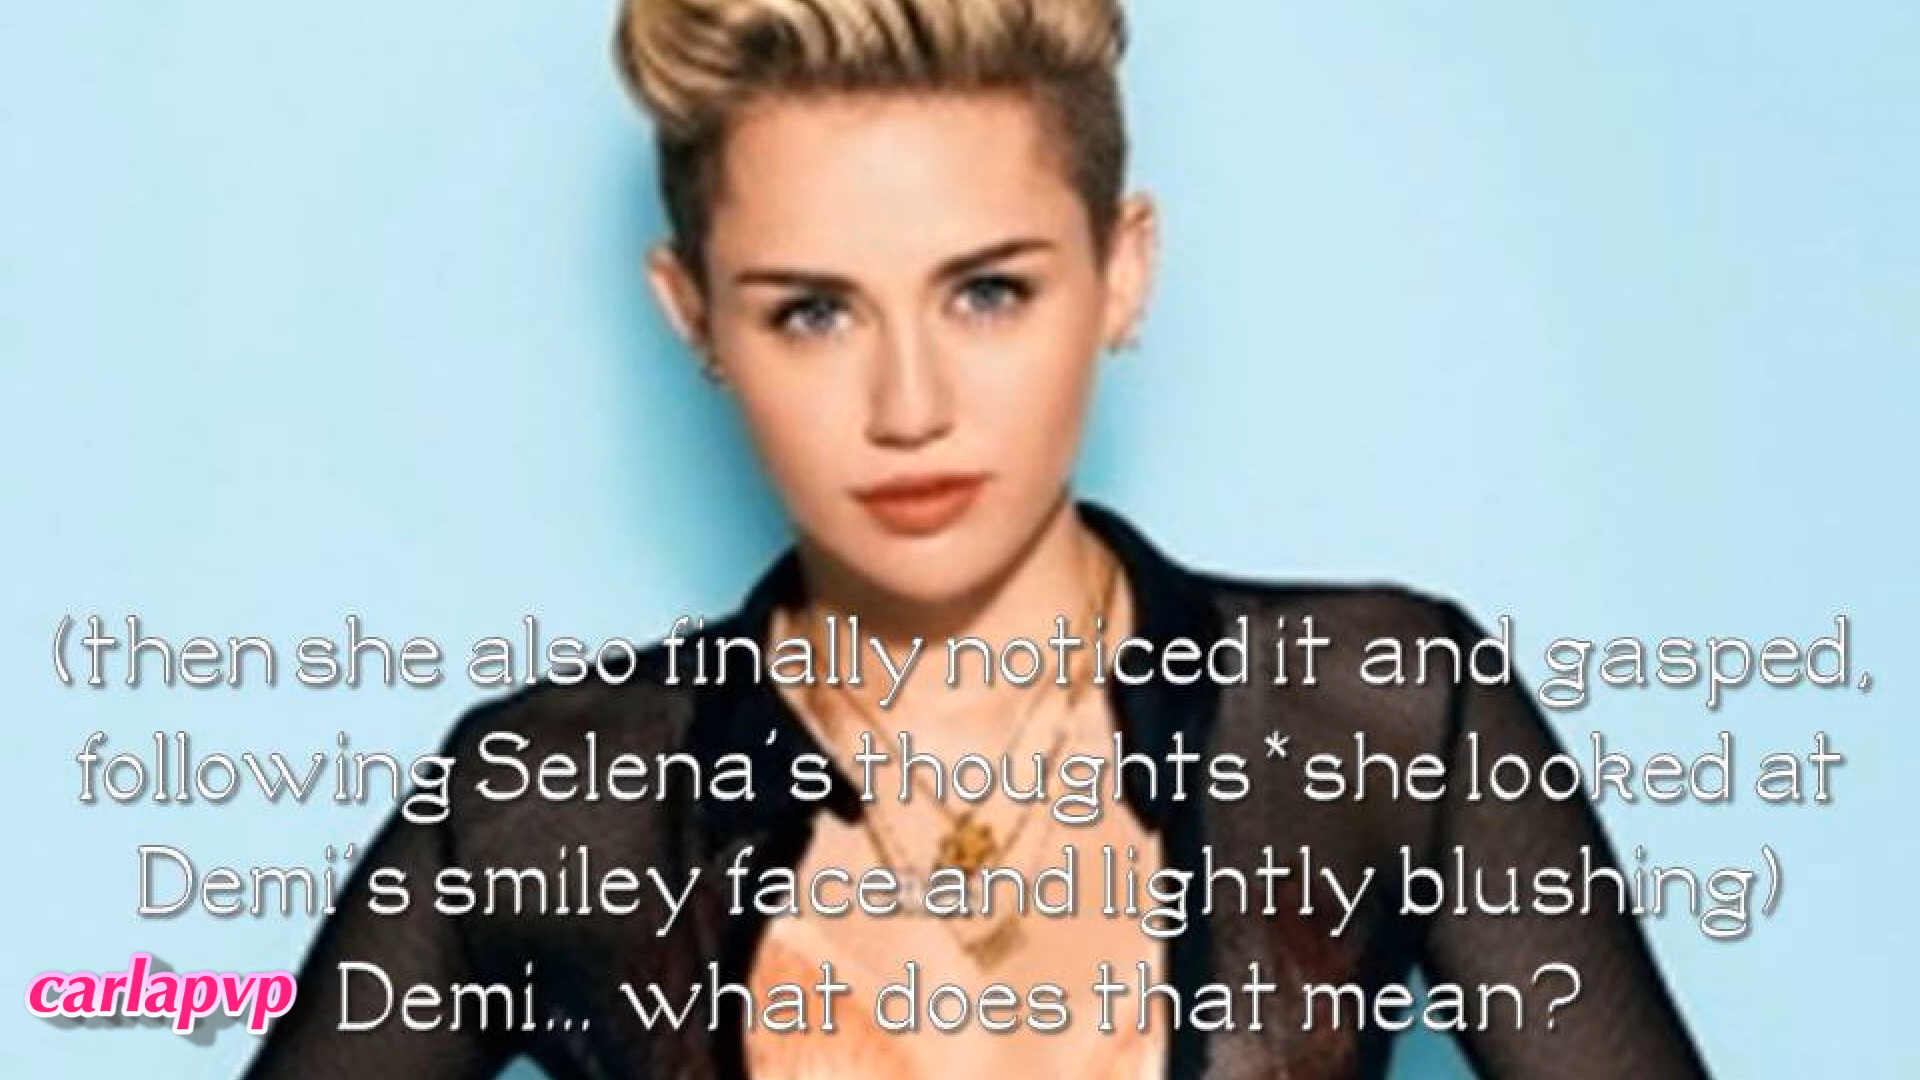 (then she also finally noticed it and gasped,
following Selena's thoughts*she looked at
Demi's smiley face and lightly blushing)
Demi... what does that mean?
carlapvp